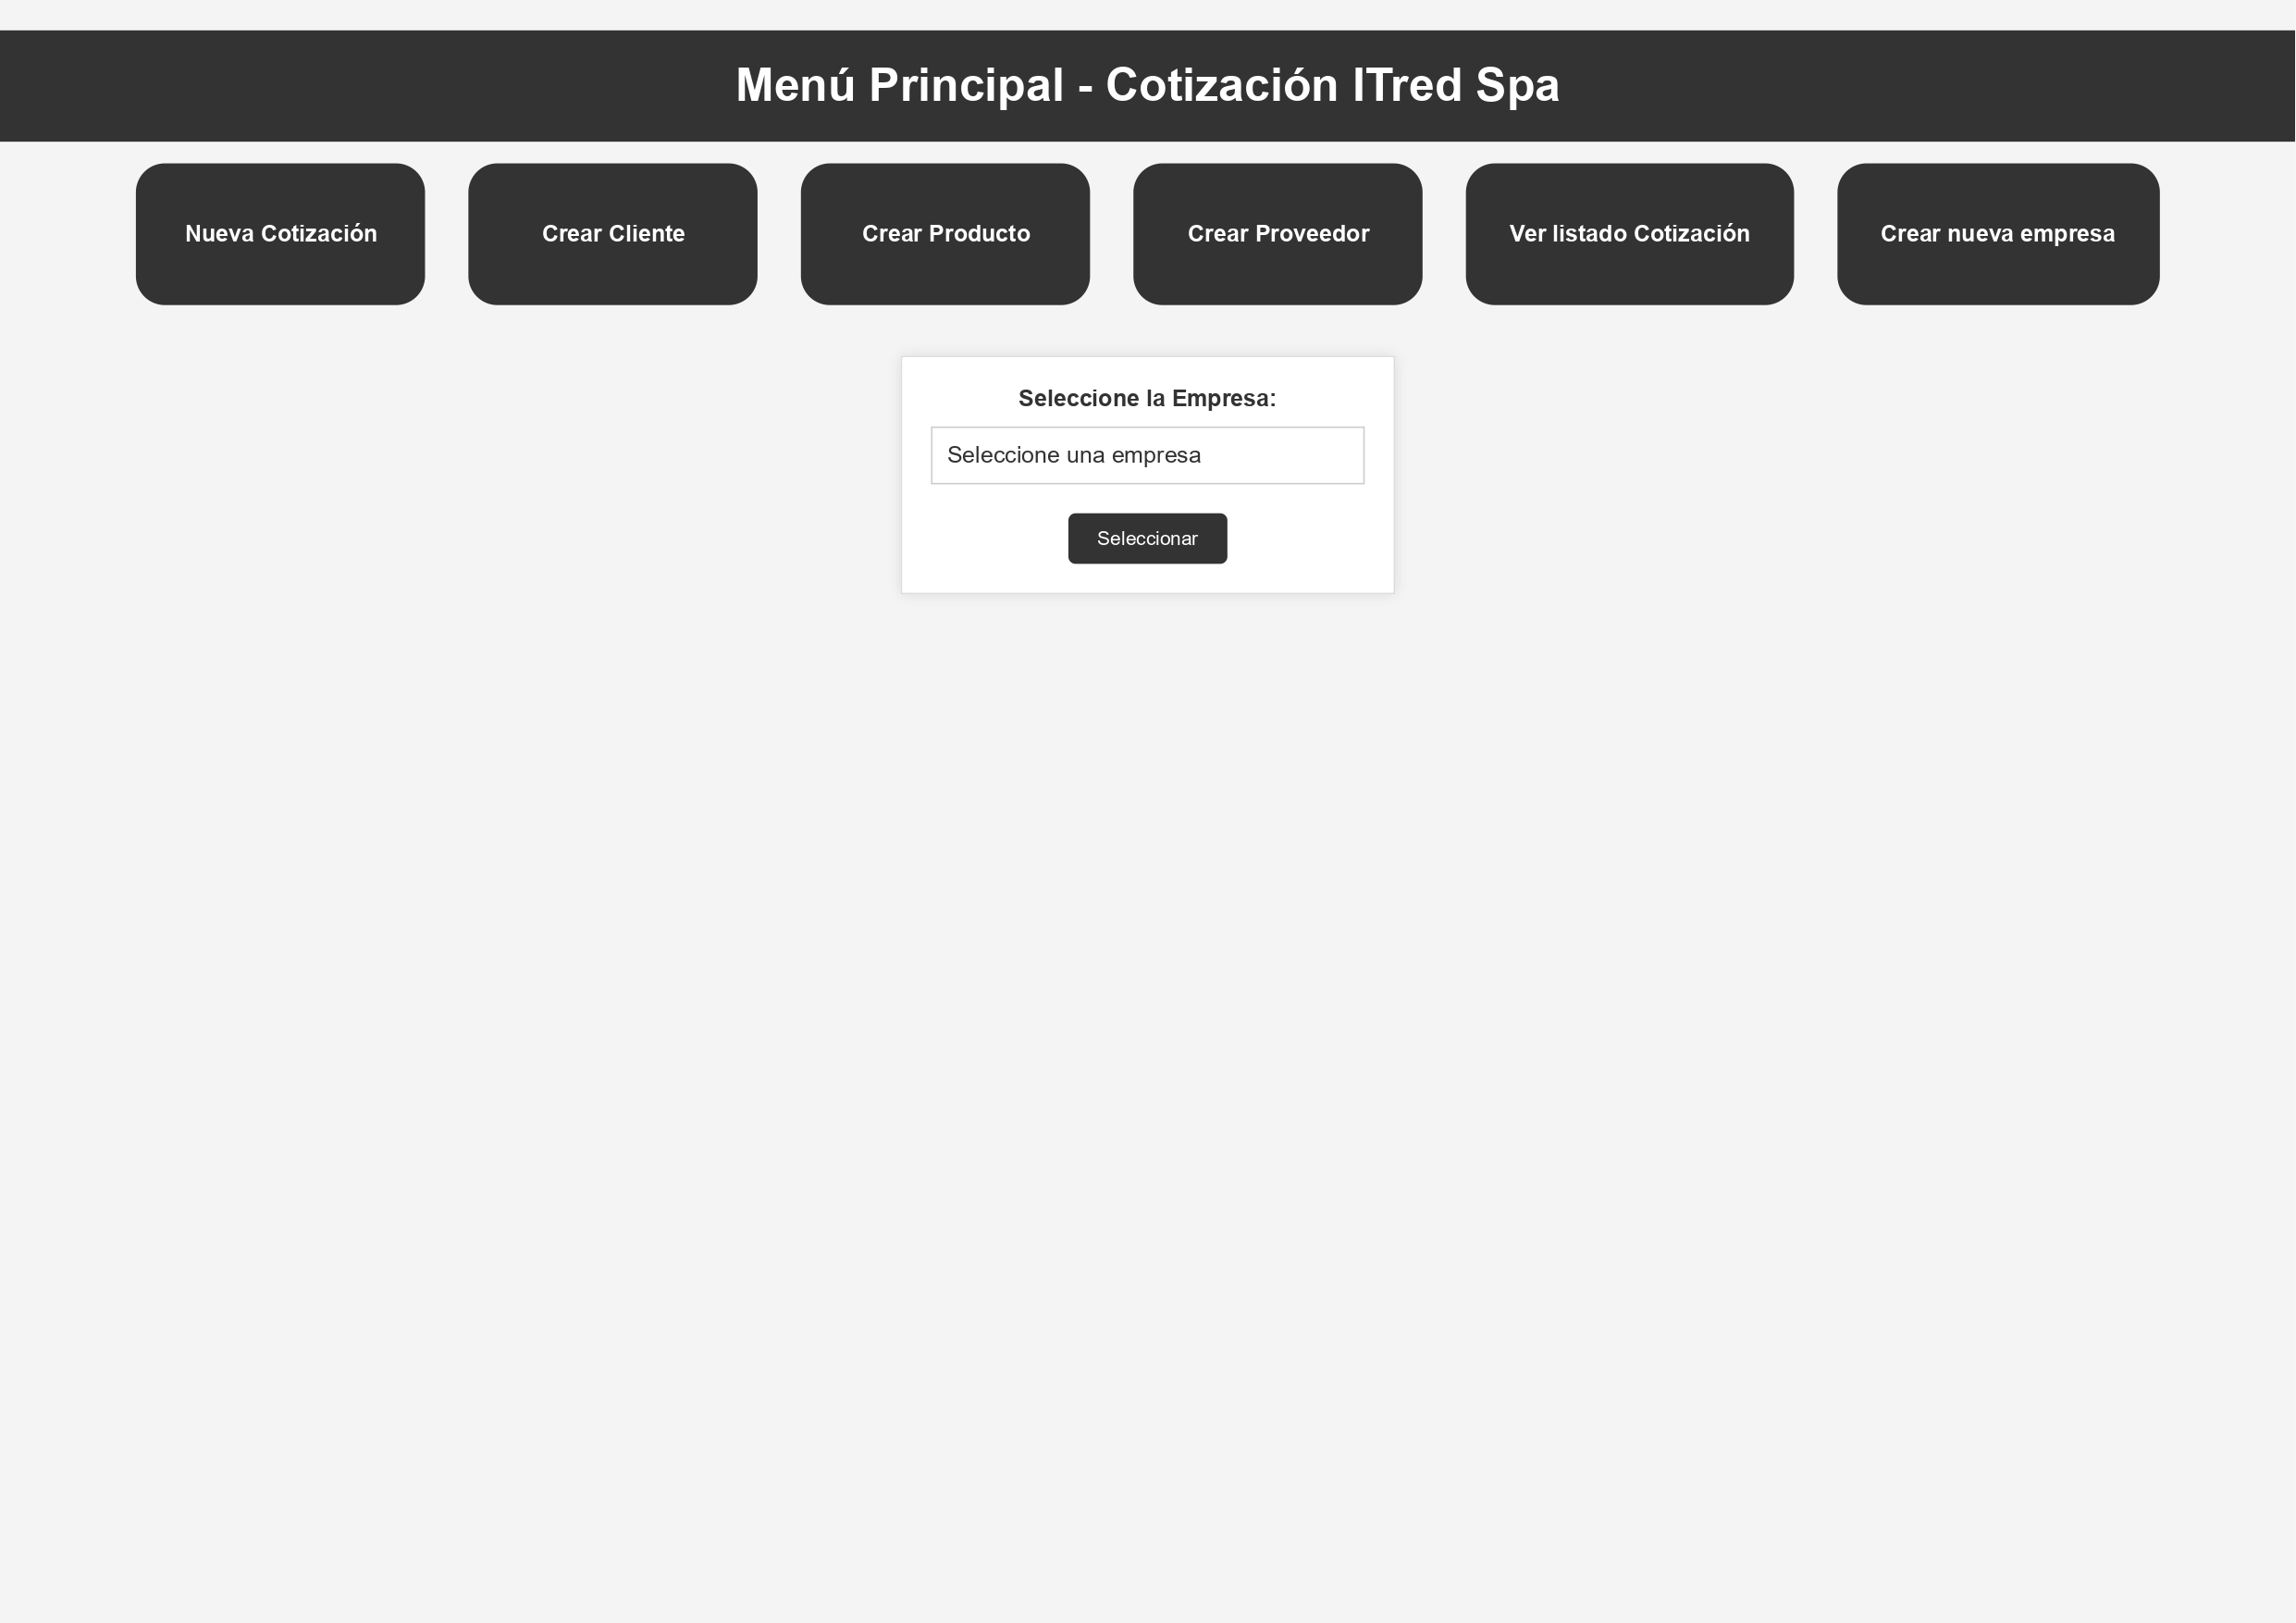 Menú Principal - Cotización ITred Spa
Nueva Cotización
Crear Cliente
Crear Producto
Crear Proveedor
Ver listado Cotización
Crear nueva empresa
Seleccione la Empresa:
Seleccione una empresa
Seleccionar